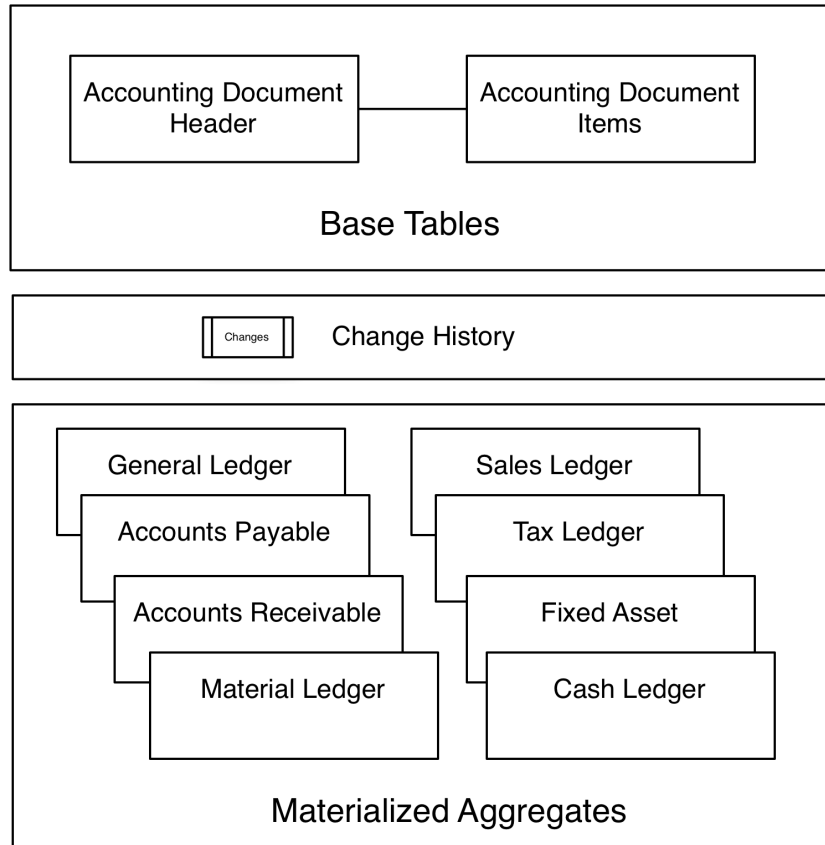 Accounting Document
Header
Accounting Document
Items
Base Tables
Changes
Change History
General Ledger
Accounts Payable
Accounts Receivable
Material Ledger
Sales Ledger
Tax Ledger
Fixed Asset
Cash Ledger
Materialized Aggregates